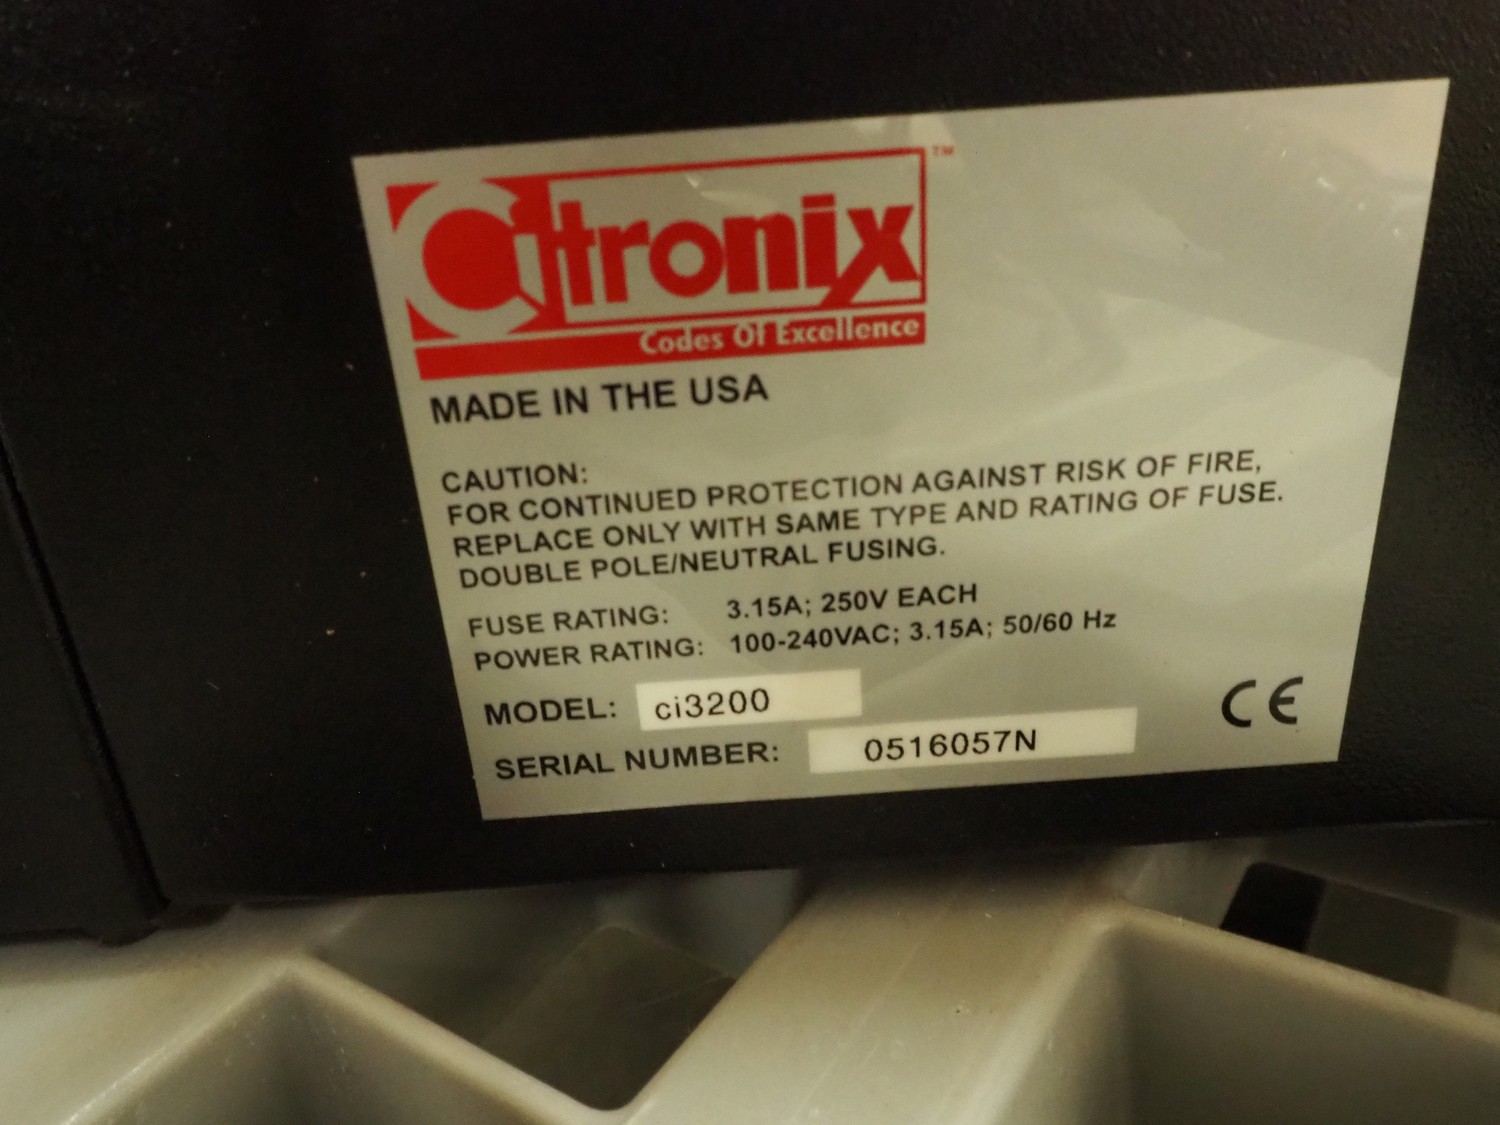 Citronix™
Codes Of Excellence
MADE IN THE USA
CAUTION:
FOR CONTINUED PROTECTION AGAINST RISK OF FIRE,
REPLACE ONLY WITH SAME TYPE AND RATING OF FUSE.
DOUBLE POLE/NEUTRAL FUSING.
FUSE RATING: 3.15A; 250V EACH
POWER RATING: 100-240VAC; 3.15A; 50/60 Hz
MODEL: ci3200
SERIAL NUMBER: 0516057N
CE